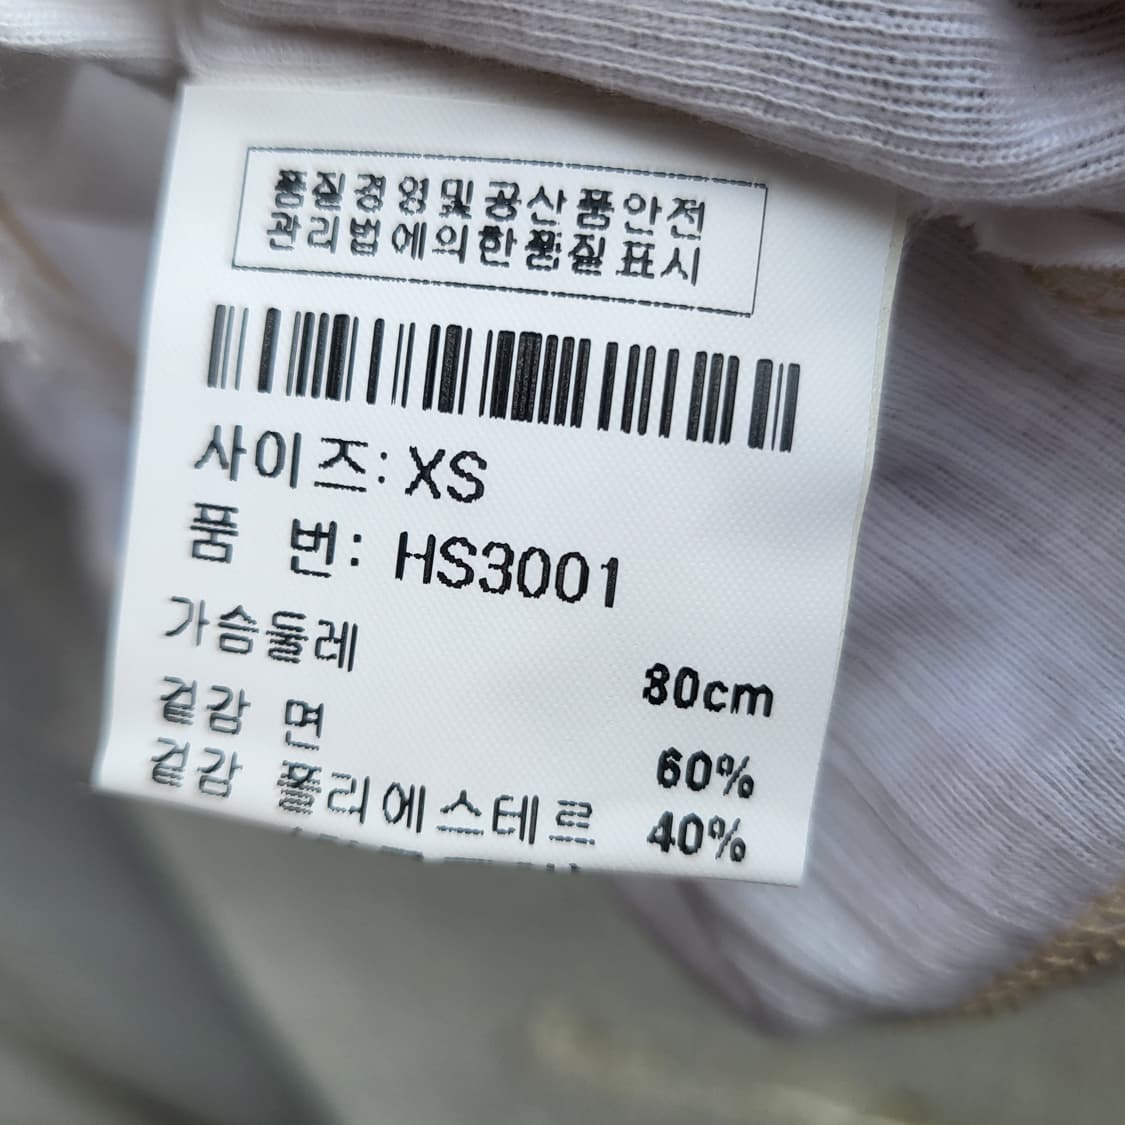 품질경영및공산품안전
관리법에의한품질표시
사이즈: XS
품 번: HS3001
가슴둘레 80cm
겉감 면 60%
겉감 폴리에스테르 40%